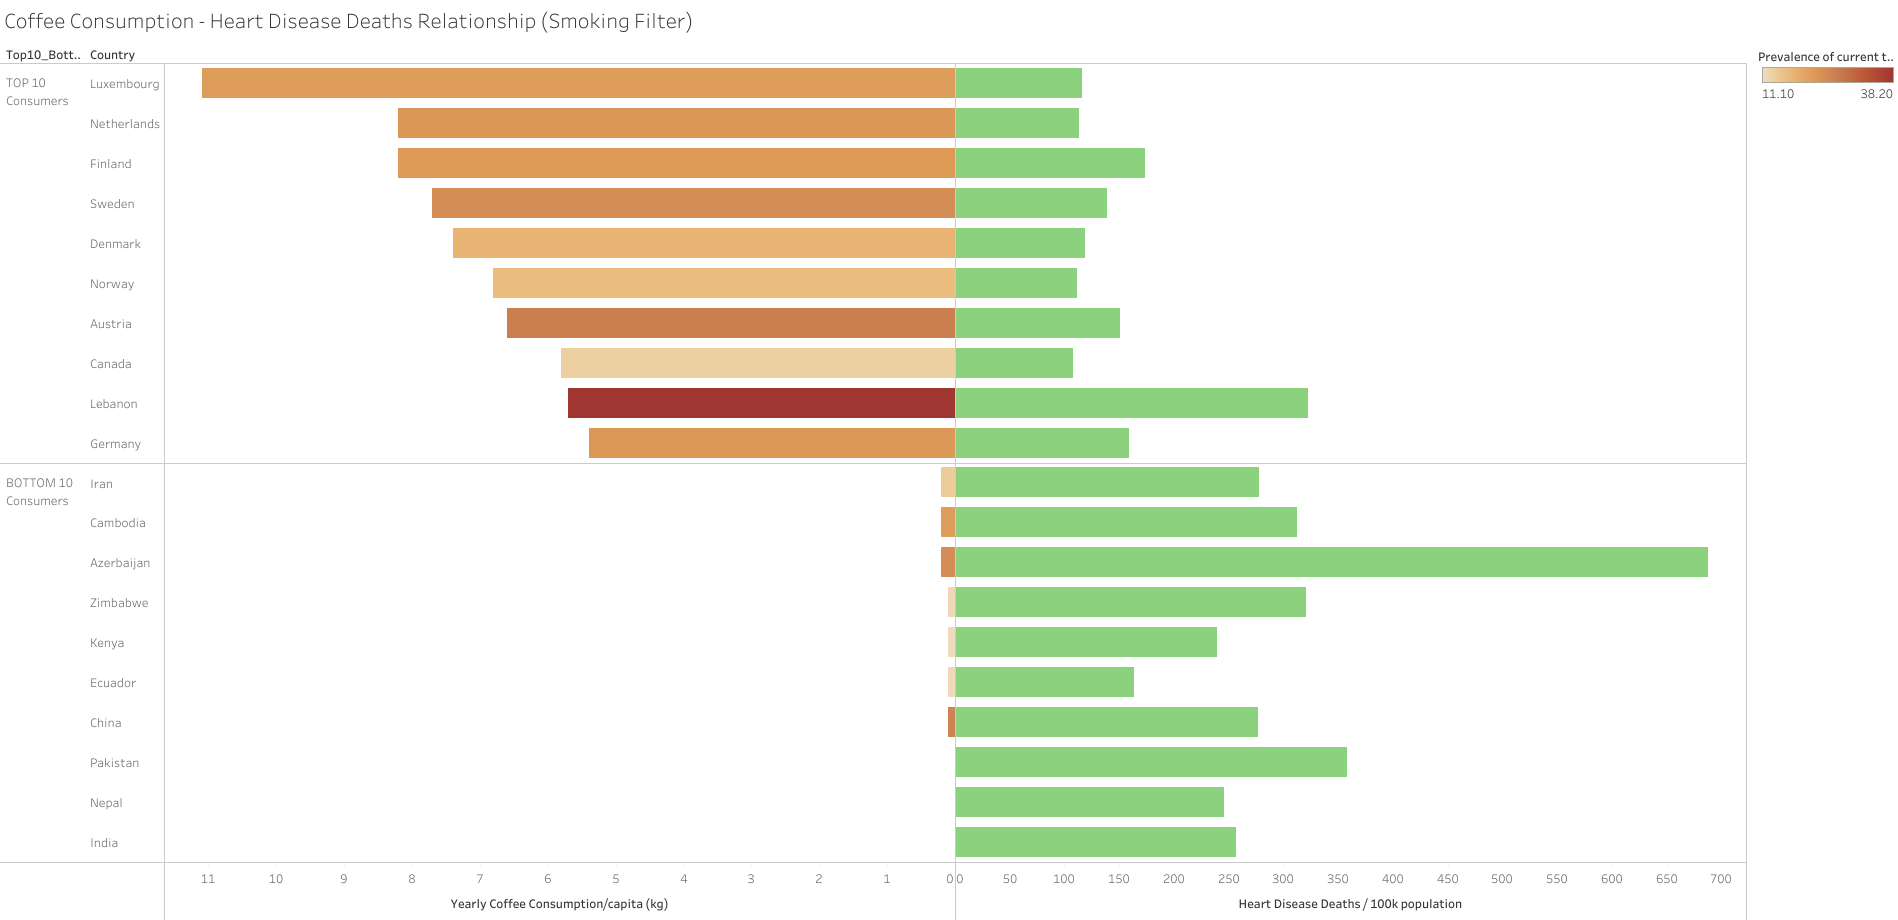 Coffee Consumption - Heart Disease Deaths Relationship (Smoking Filter)
Top10_Bott.. Country
Prevalence of current t..
11.10 38.20
TOP 10
Consumers
Luxembourg
Netherlands
Finland
Sweden
Denmark
Norway
Austria
Canada
Lebanon
Germany
BOTTOM 10
Consumers
Iran
Cambodia
Azerbaijan
Zimbabwe
Kenya
Ecuador
China
Pakistan
Nepal
India
11 10 9 8 7 6 5 4 3 2 1 0 0 50 100 150 200 250 300 350 400 450 500 550 600 650 700
Yearly Coffee Consumption/capita (kg)
Heart Disease Deaths / 100k population